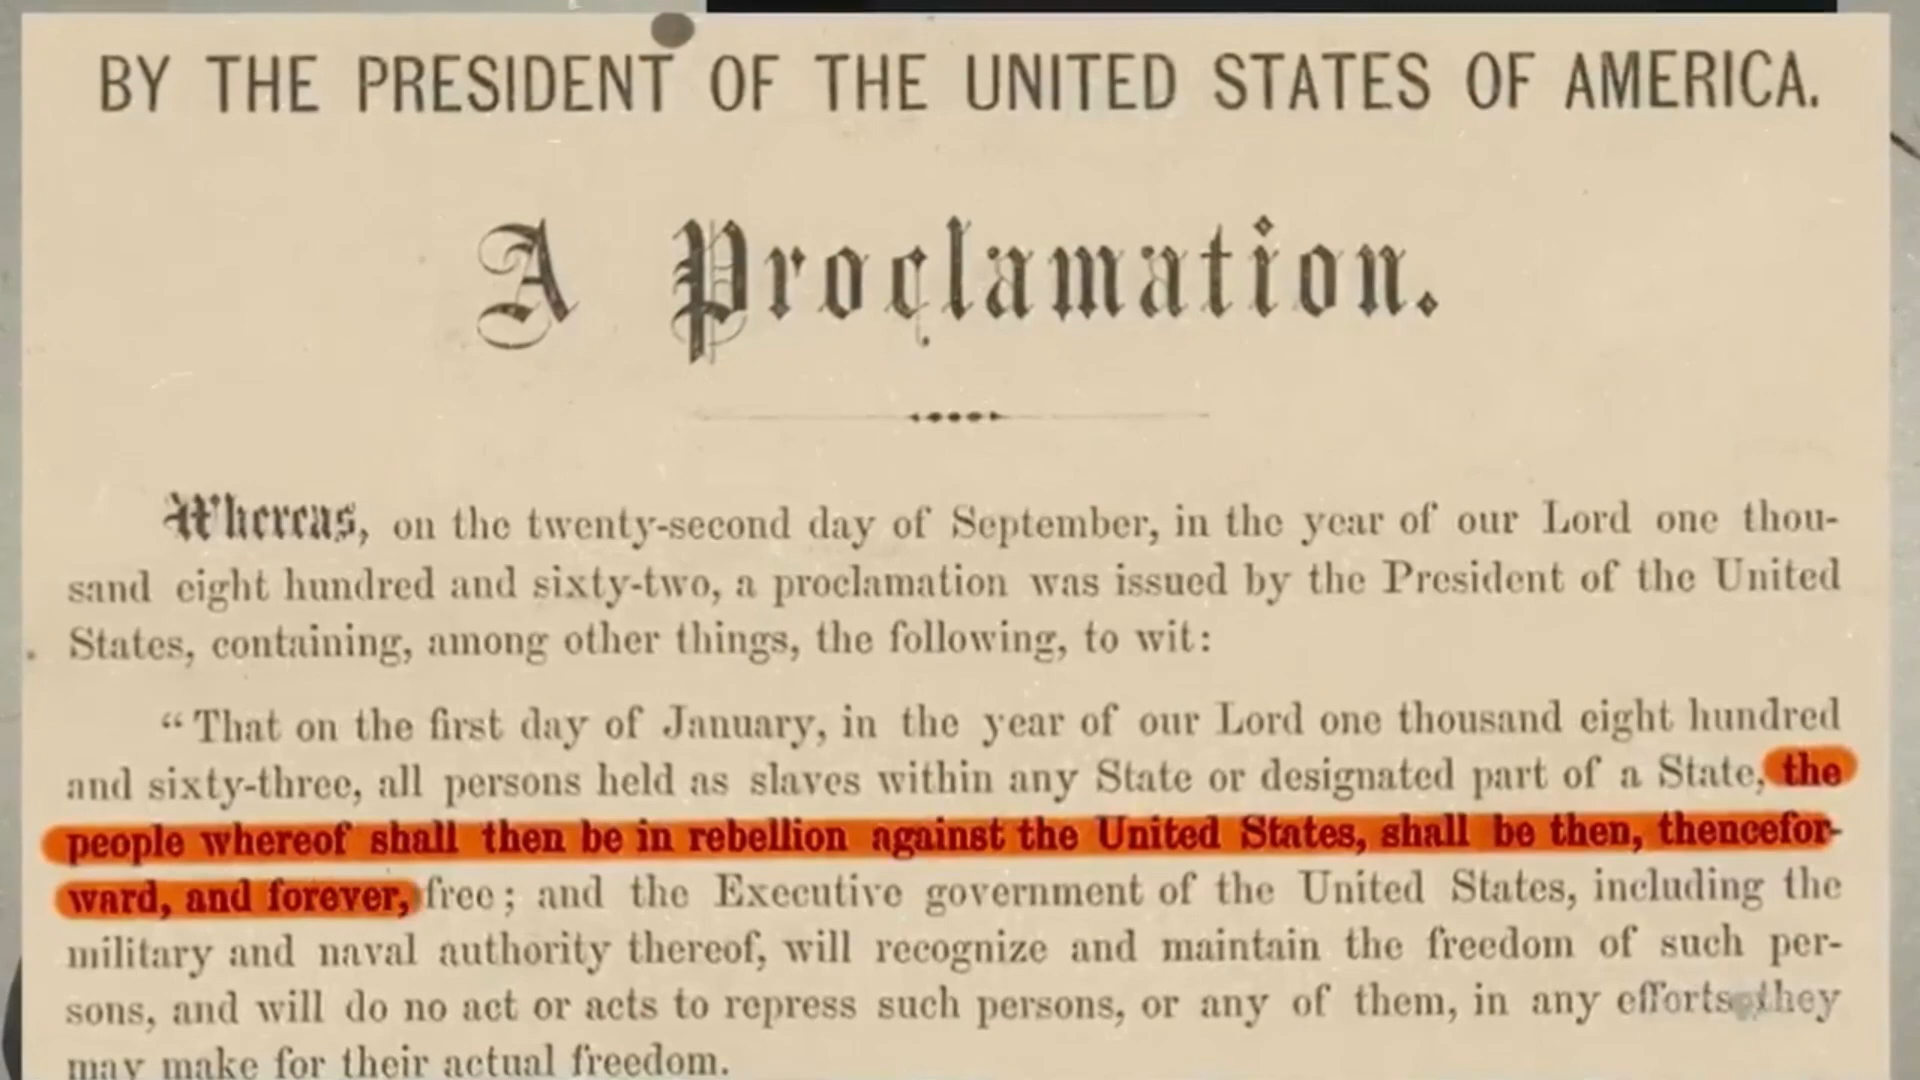 BY THE PRESIDENT OF THE UNITED STATES OF AMERICA.
A Proclamation.
Whereas, on the twenty-second day of September, in the year of our Lord one thou-
sand eight hundred and sixty-two, a proclamation was issued by the President of the United
States, containing, among other things, the following, to wit:
“That on the first day of January, in the year of our Lord one thousand eight hundred
and sixty-three, all persons held as slaves within any State or designated part of a State, the
people whereof shall then be in rebellion against the United States, shall be then, thencefor-
ward, and forever, free; and the Executive government of the United States, including the
military and naval authority thereof, will recognize and maintain the freedom of such per-
sons, and will do no act or acts to repress such persons, or any of them, in any efforts they
may make for their actual freedom.